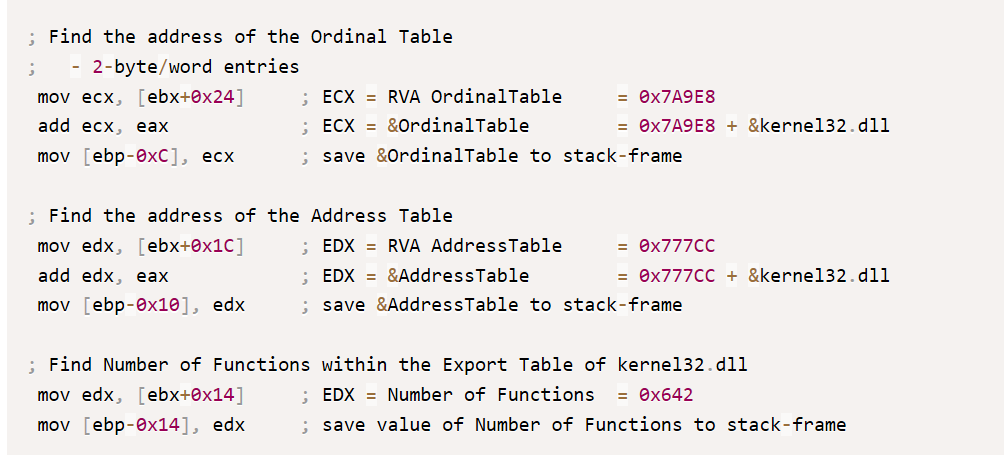 ; Find the address of the Ordinal Table
;   - 2-byte/word entries
mov ecx, [ebx+0x24]      ; ECX = RVA OrdinalTable     = 0x7A9E8
add ecx, eax             ; ECX = &OrdinalTable        = 0x7A9E8 + &kernel32.dll
mov [ebp-0xC], ecx       ; save &OrdinalTable to stack-frame
; Find the address of the Address Table
mov edx, [ebx+0x1C]      ; EDX = RVA AddressTable     = 0x777CC
add edx, eax             ; EDX = &AddressTable        = 0x777CC + &kernel32.dll
mov [ebp-0x10], edx      ; save &AddressTable to stack-frame
; Find Number of Functions within the Export Table of kernel32.dll
mov edx, [ebx+0x14]      ; EDX = Number of Functions  = 0x642
mov [ebp-0x14], edx      ; save value of Number of Functions to stack-frame